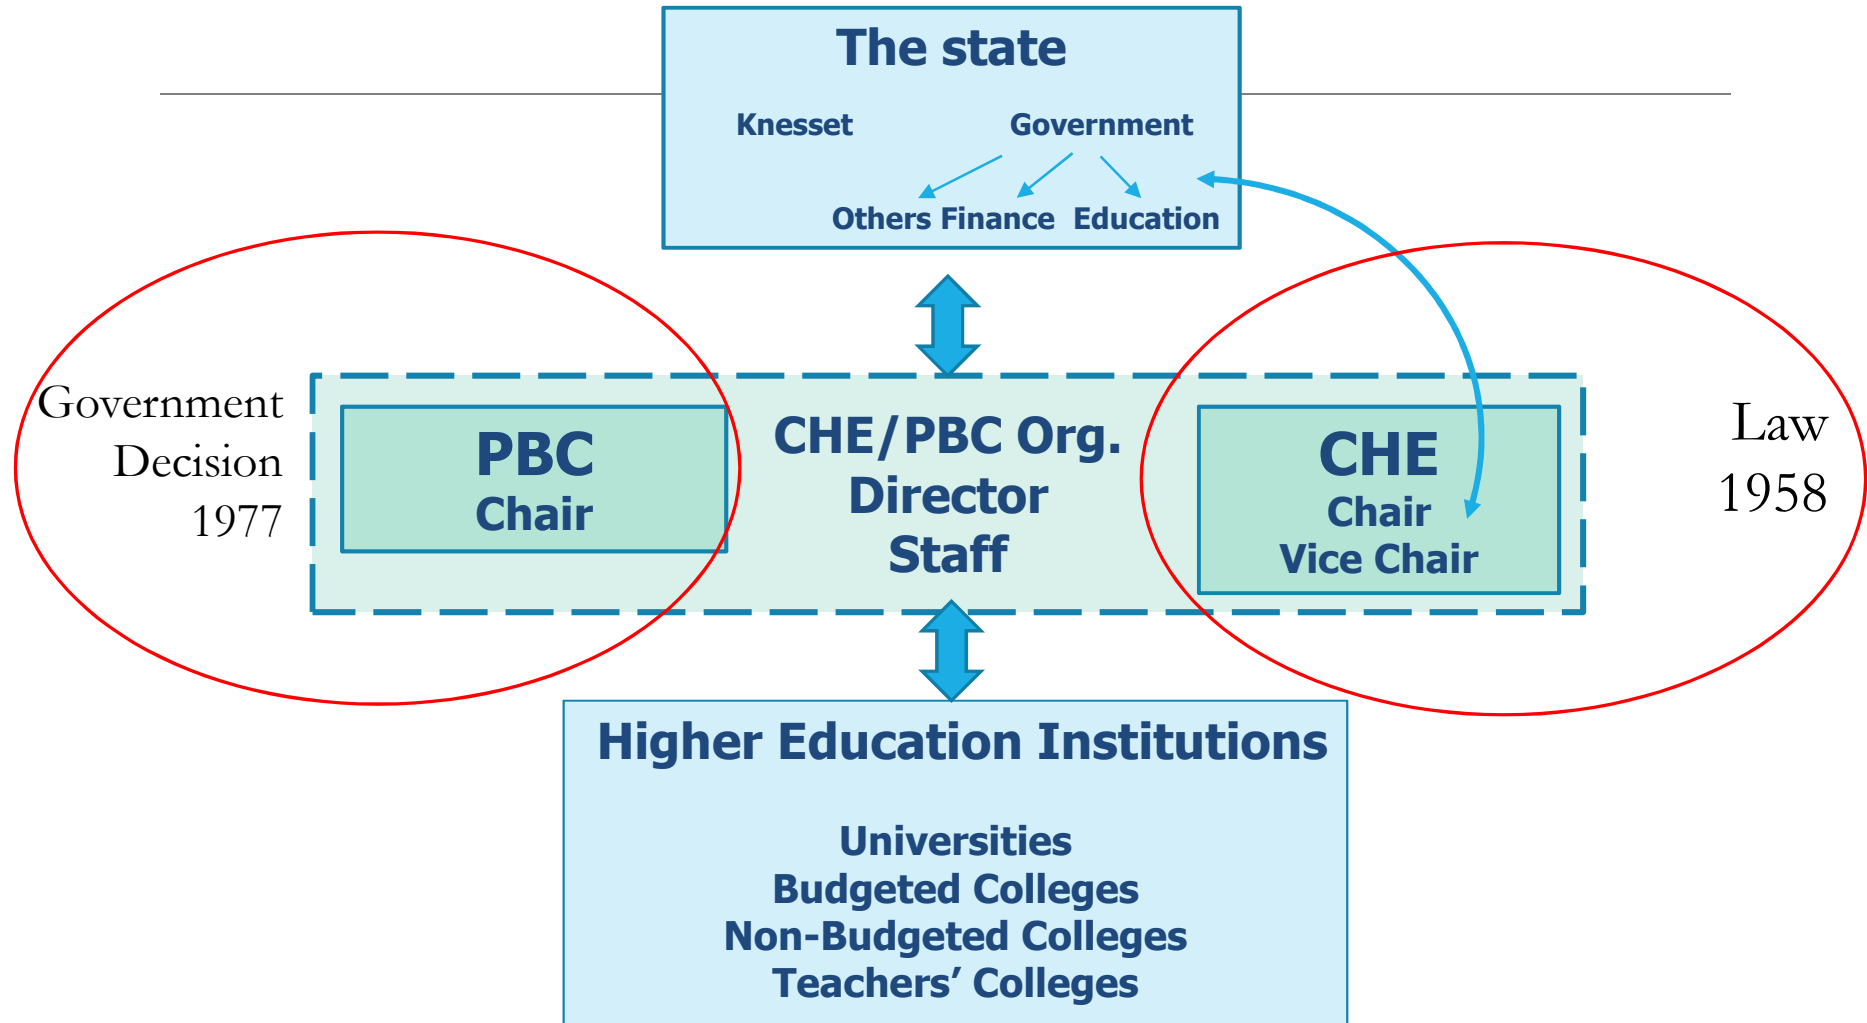 The state
Knesset Government
Others Finance Education
Government
Decision
1977
PBC
Chair
CHE/PBC Org.
Director
Staff
CHE
Chair
Vice Chair
Law
1958
Higher Education Institutions
Universities
Budgeted Colleges
Non-Budgeted Colleges
Teachers’ Colleges